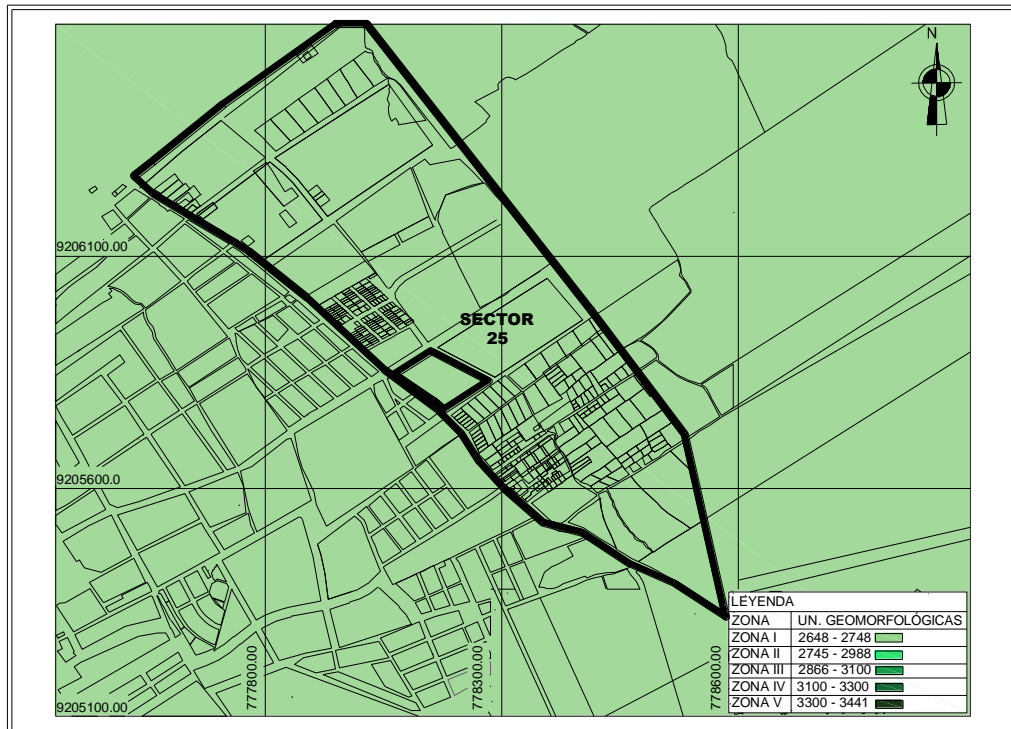 N
9206100.00
SECTOR
25
9205600.0
777800.00
778300.00
778600.00
9205100.00
LEYENDA
ZONA UN. GEOMORFOLÓGICAS
ZONA I 2648 - 2748
ZONA II 2745 - 2988
ZONA III 2866 - 3100
ZONA IV 3100 - 3300
ZONA V 3300 - 3441